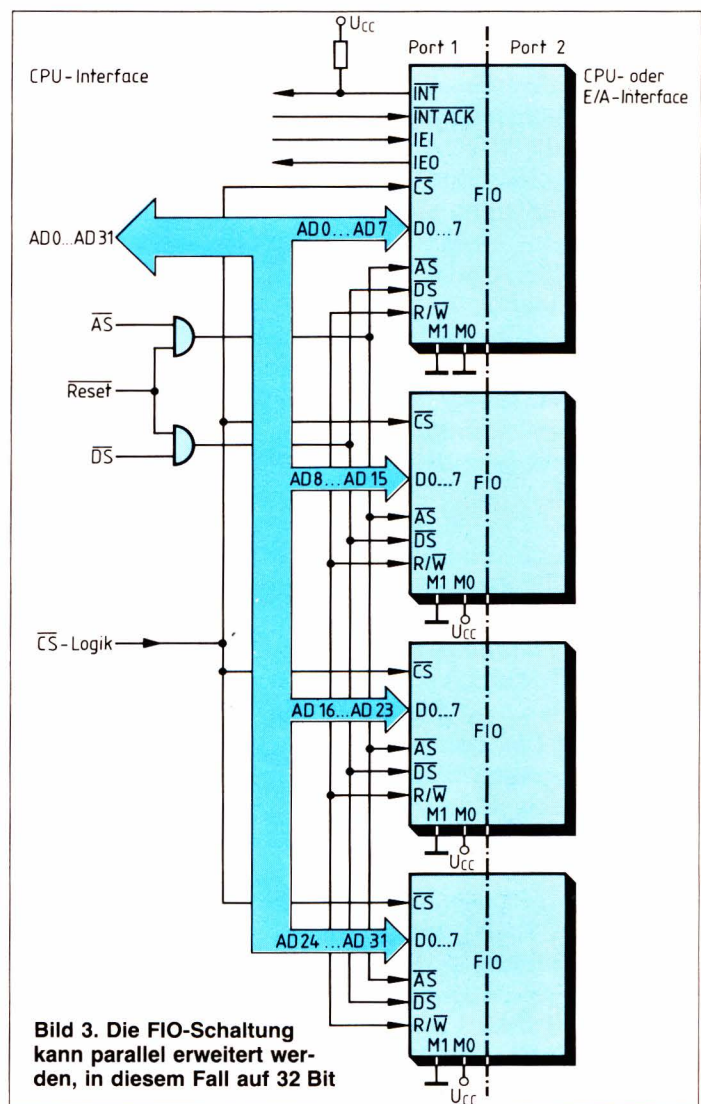 U̅CC
Port 1 Port 2
CPU-Interface
CPU- oder
E/A-Interface
INT
INT ACK
IEI
IEO
CS
FIO
AD0...AD31
AD0...AD7
D0...7
AS
DS
R/W
M1 M0
AS
Reset
DS
CS
FIO
AD8...AD15
D0...7
AS
DS
R/W
M1 M0
UCC
CS-Logik
CS
AD16...AD23
D0...7
FIO
AS
DS
R/W
M1 M0
UCC
CS
AD24...AD31
D0...7
FIO
AS
DS
R/W
M1 M0
UCC
Bild 3. Die FIO-Schaltung
kann parallel erweitert wer-
den, in diesem Fall auf 32 Bit